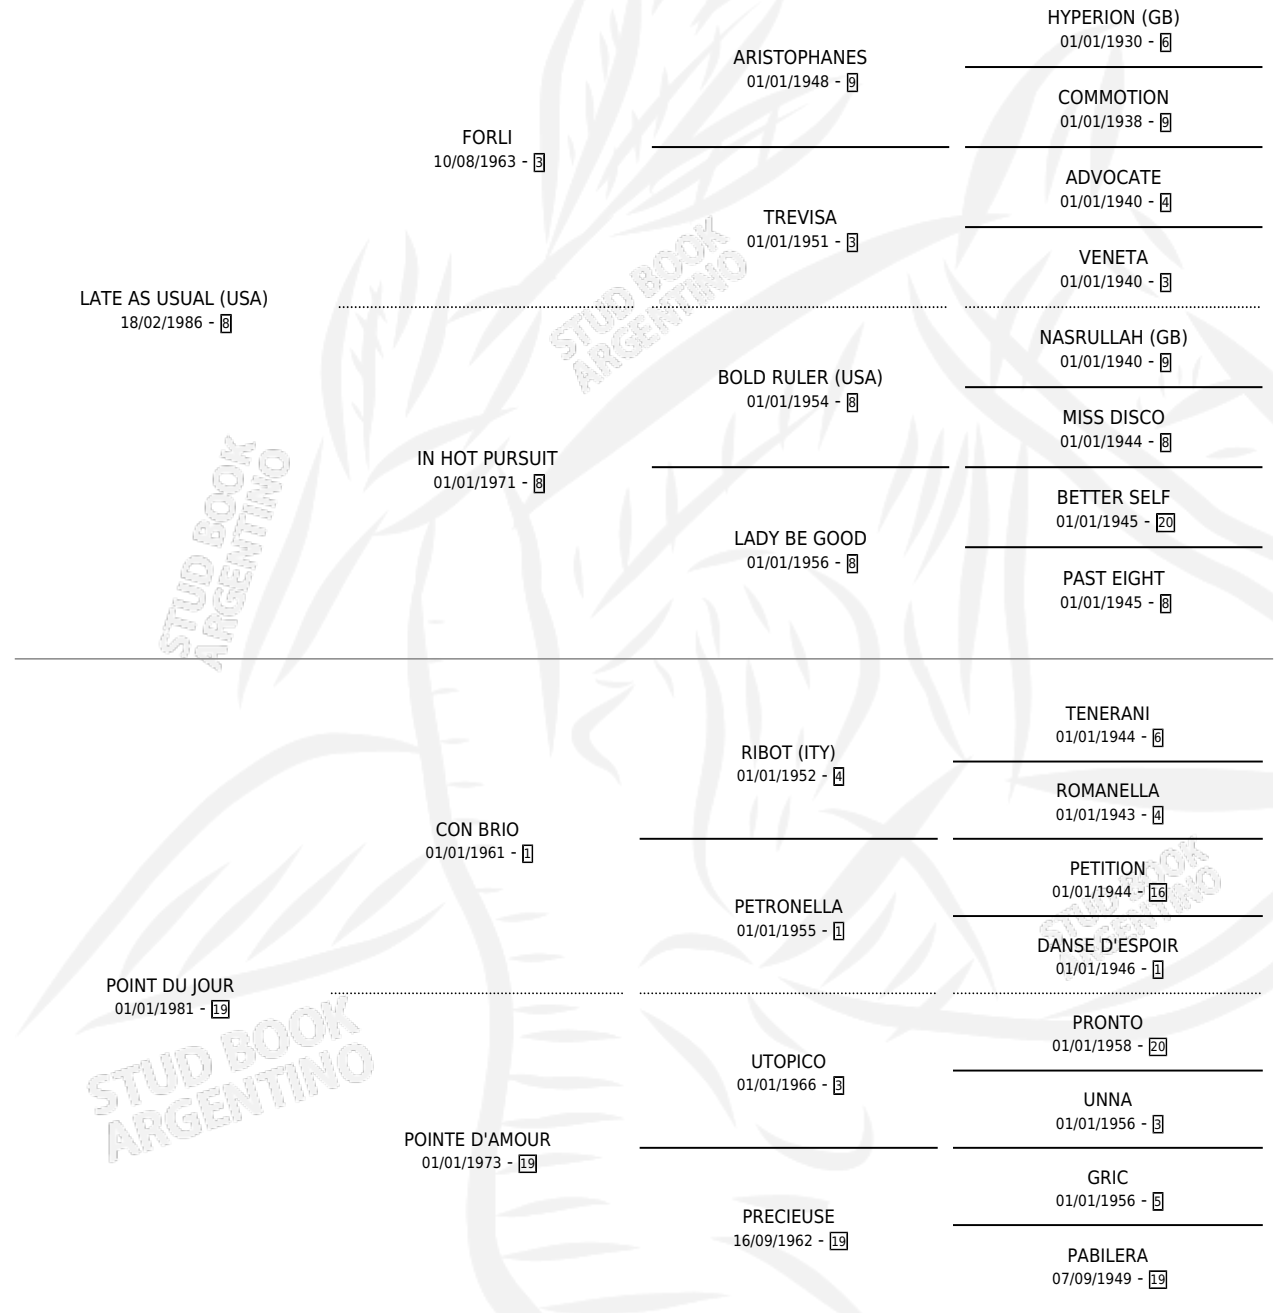 HYPERION (GB)
01/01/1930 - 6
ARISTOPHANES
01/01/1948 - 9
COMMOTION
01/01/1938 - 9
FORLI
10/08/1963 - 3
ADVOCATE
01/01/1940 - 4
TREVISA
01/01/1951 - 3
VENETA
01/01/1940 - 3
LATE AS USUAL (USA)
18/02/1986 - 8
NASRULLAH (GB)
01/01/1940 - 9
BOLD RULER (USA)
01/01/1954 - 8
MISS DISCO
01/01/1944 - 8
IN HOT PURSUIT
01/01/1971 - 8
BETTER SELF
01/01/1945 - 20
LADY BE GOOD
01/01/1956 - 8
PAST EIGHT
01/01/1945 - 8
TENERANI
01/01/1944 - 6
RIBOT (ITY)
01/01/1952 - 4
ROMANELLA
01/01/1943 - 4
CON BRIO
01/01/1961 - 1
PETITION
01/01/1944 - 16
PETRONELLA
01/01/1955 - 1
DANSE D'ESPOIR
01/01/1946 - 1
POINT DU JOUR
01/01/1981 - 19
PRONTO
01/01/1958 - 20
UTOPICO
01/01/1966 - 3
UNNA
01/01/1956 - 3
POINTE D'AMOUR
01/01/1973 - 19
GRIC
01/01/1956 - 5
PRECIEUSE
16/09/1962 - 19
PABILERA
07/09/1949 - 19
STUD BOOK
ARGENTINO
STUD BOOK
ARGENTINO
STUD BOOK
ARGENTINO
STUD BOOK
ARGENTINO